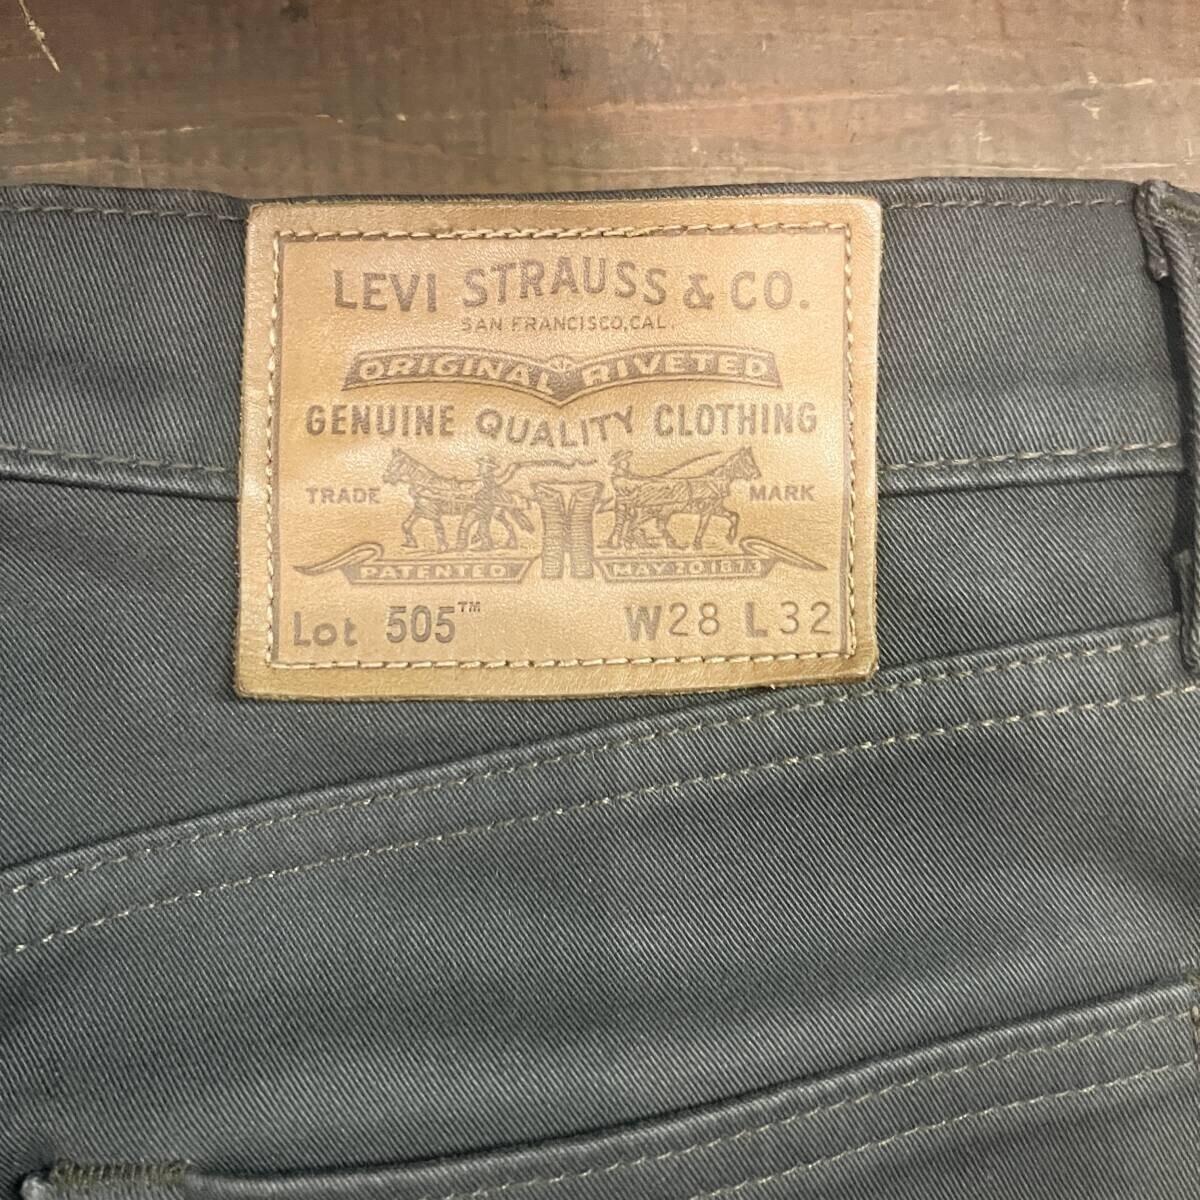 LEVI STRAUSS & CO.
SAN FRANCISCO, CAL.
ORIGINAL RIVETED
GENUINE QUALITY CLOTHING
TRADE MARK
PATENTED MAY 20 1873
Lot 505™ W28 L32